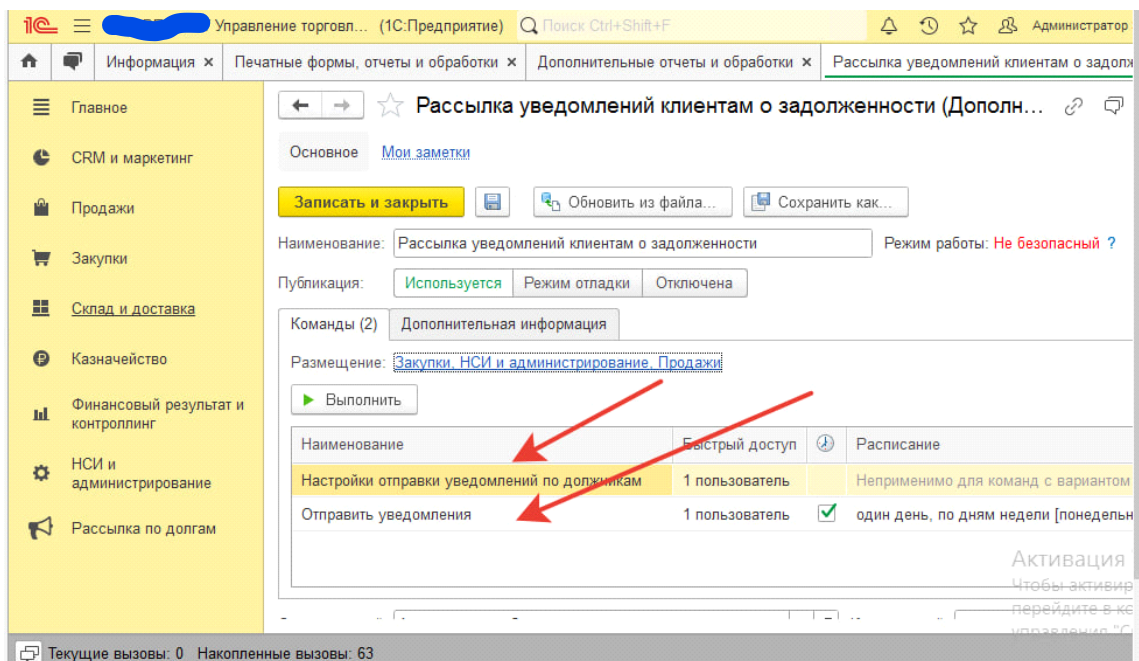 1С Управление торговл... (1С:Предприятие) Поиск Ctrl+Shift+F Администратор
Информация × Печатные формы, отчеты и обработки × Дополнительные отчеты и обработки × Рассылка уведомлений клиентам о задолж
Главное
CRM и маркетинг
Продажи
Закупки
Склад и доставка
Казначейство
Финансовый результат и
контроллинг
НСИ и
администрирование
Рассылка по долгам
Рассылка уведомлений клиентам о задолженности (Дополн...
Основное Мои заметки
Записать и закрыть Обновить из файла... Сохранить как...
Наименование: Рассылка уведомлений клиентам о задолженности Режим работы: Не безопасный ?
Публикация: Используется Режим отладки Отключена
Команды (2) Дополнительная информация
Размещение: Закупки, НСИ и администрирование, Продажи
Выполнить
Наименование Быстрый доступ Расписание
Настройки отправки уведомлений по должникам 1 пользователь Неприменимо для команд с вариантом
Отправить уведомления 1 пользователь один день, по дням недели [понедельн
Активация
Чтобы активир
перейдите в ко
управления "С
Текущие вызовы: 0 Накопленные вызовы: 63